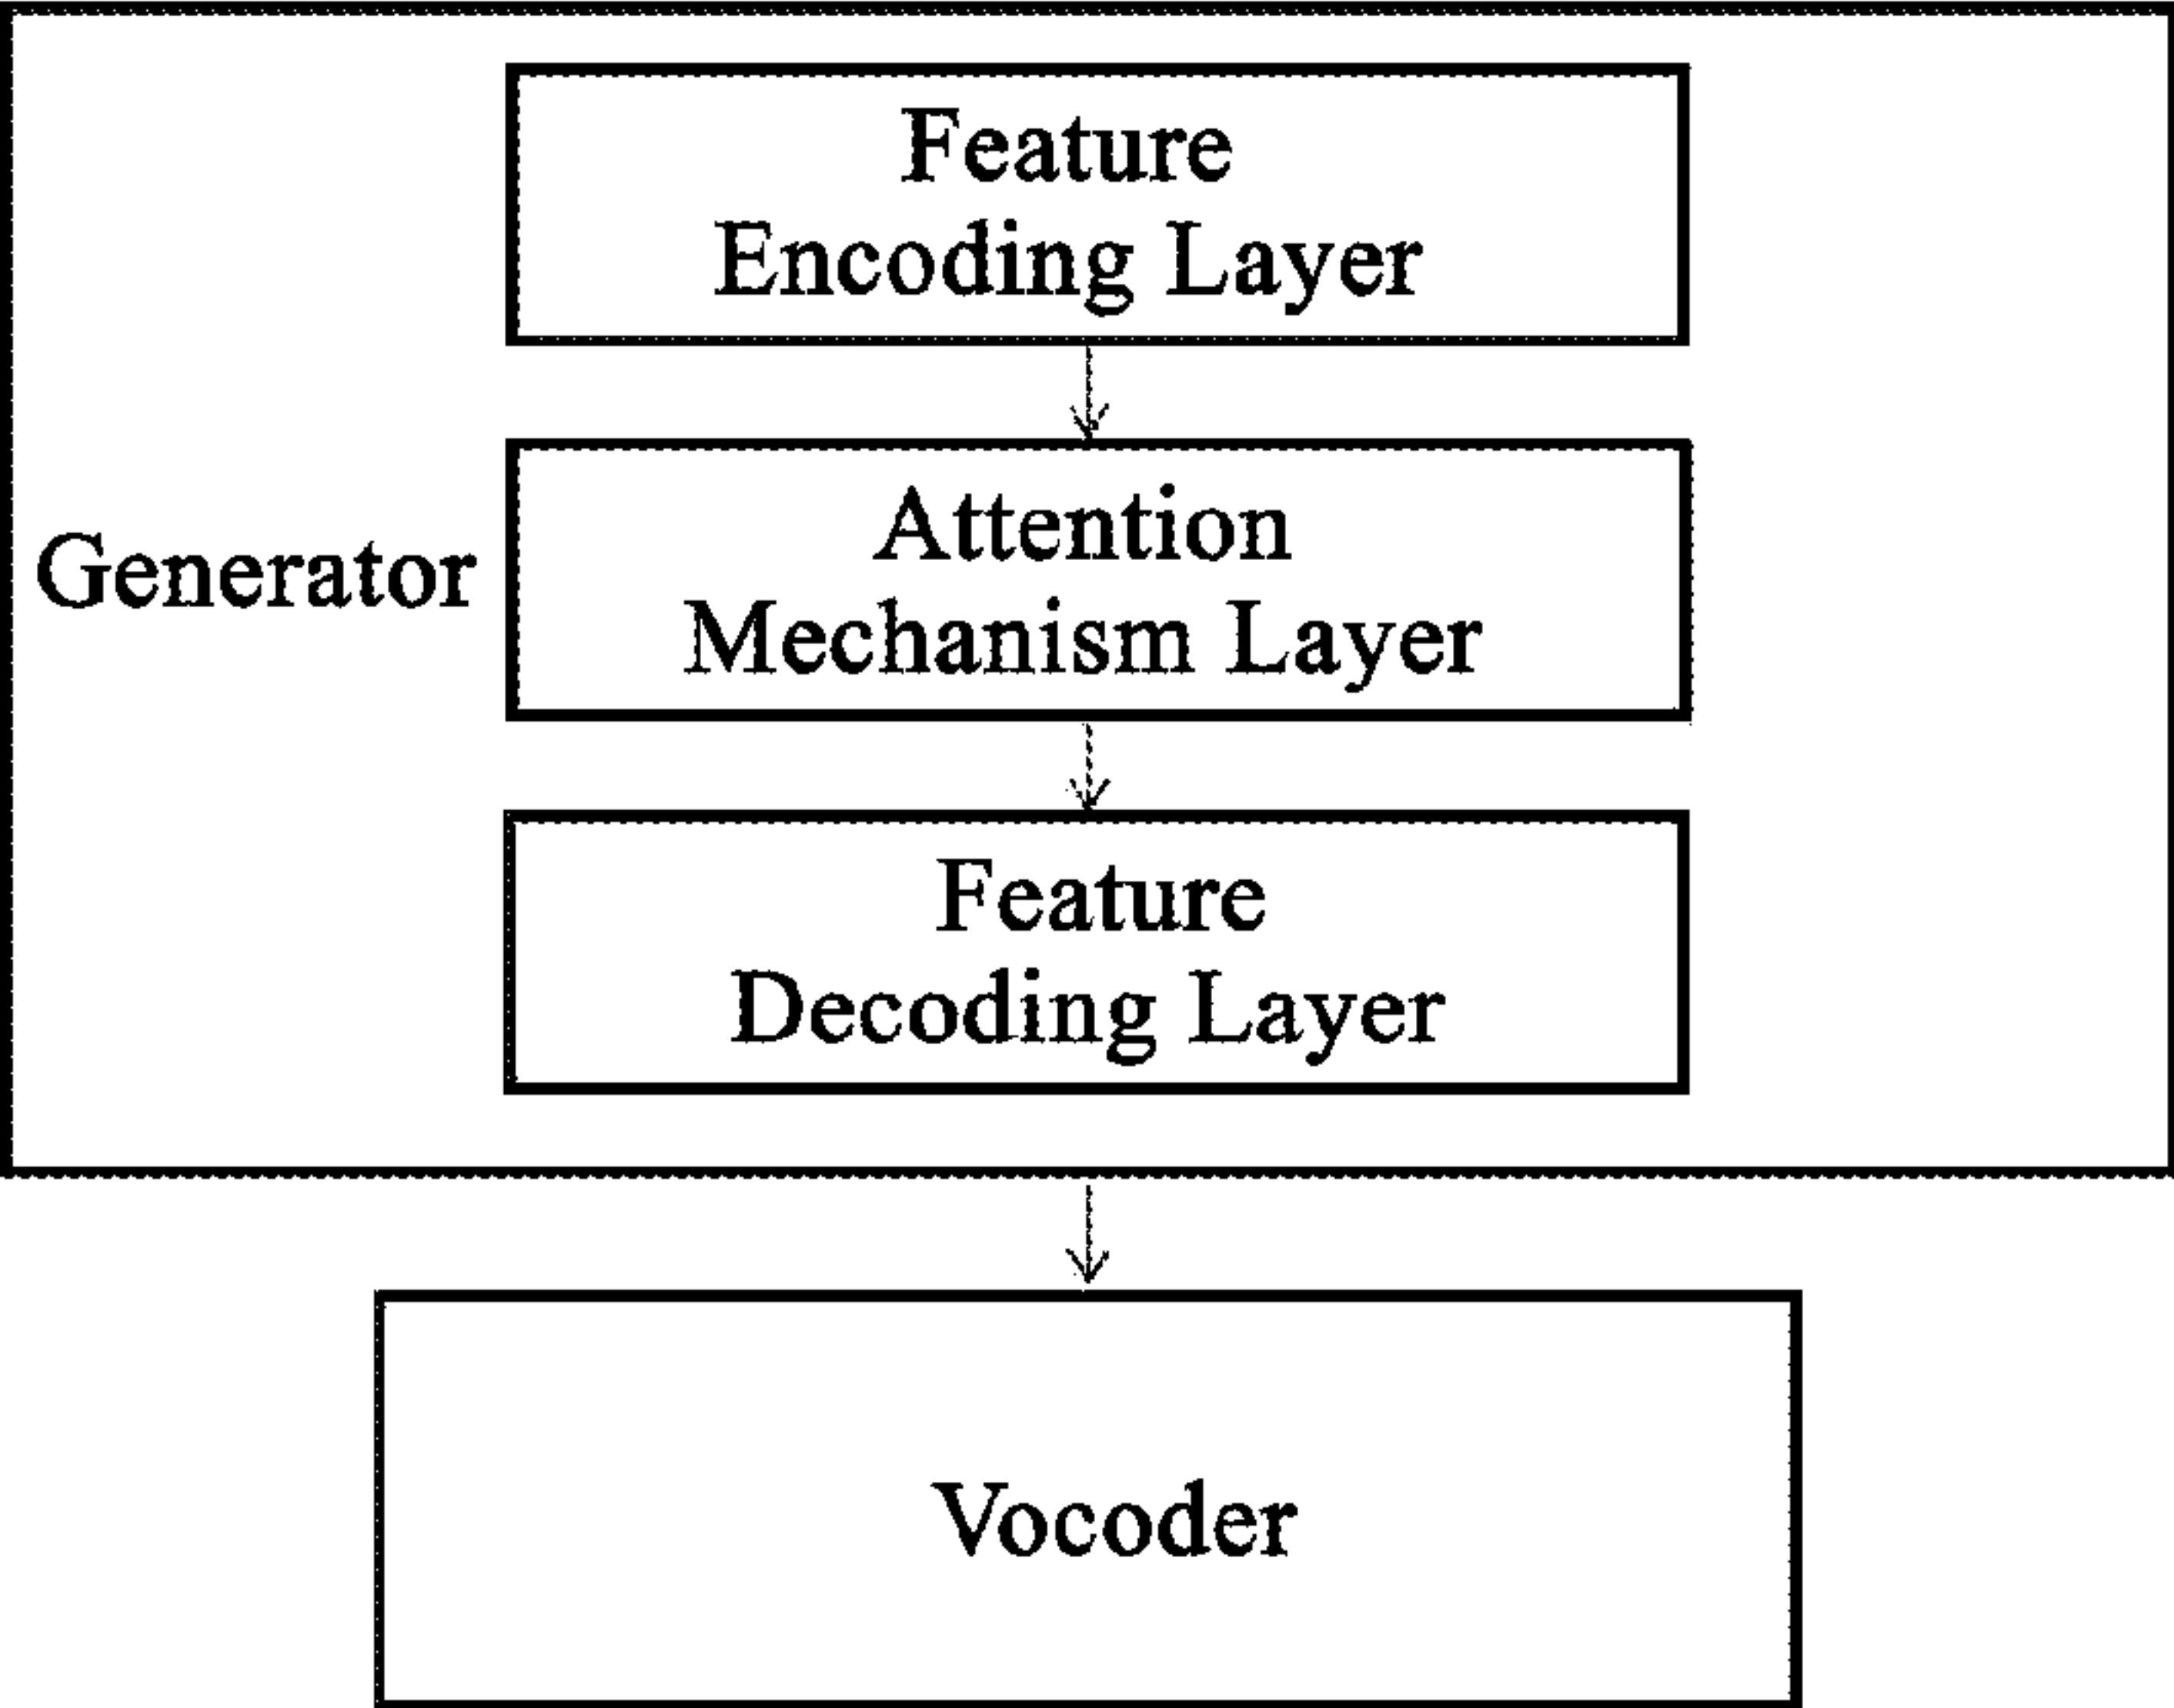 Feature
Encoding Layer
Generator
Attention
Mechanism Layer
Feature
Decoding Layer
Vocoder